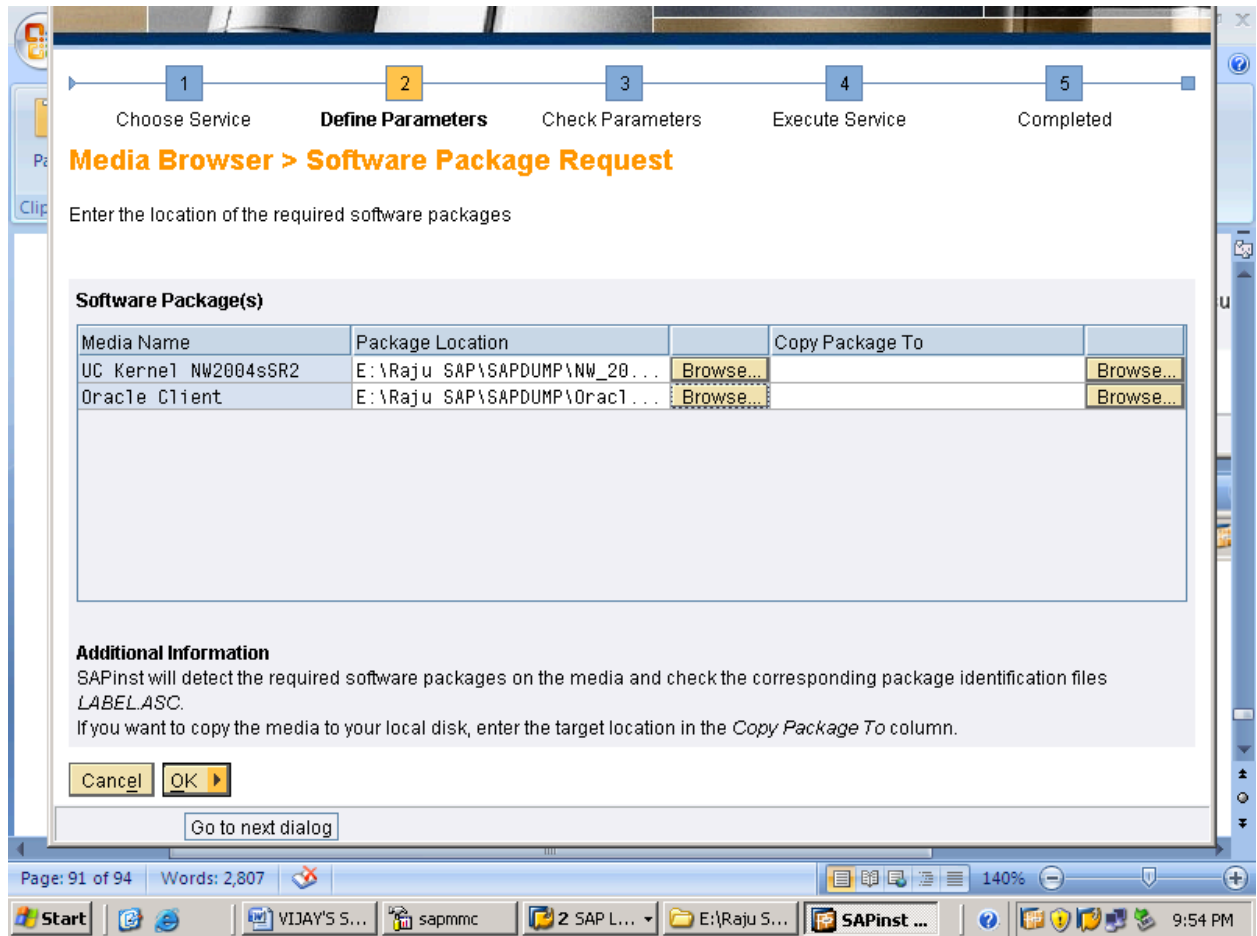 1 2 3 4 5
Choose Service Define Parameters Check Parameters Execute Service Completed
Media Browser > Software Package Request
Enter the location of the required software packages
Software Package(s)
Media Name Package Location Copy Package To
UC Kernel NW2004sSR2 E:\Raju SAP\SAPDUMP\NW_20... Browse... Browse...
Oracle Client E:\Raju SAP\SAPDUMP\Oracl... Browse... Browse...
Additional Information
SAPinst will detect the required software packages on the media and check the corresponding package identification files
LABEL.ASC.
If you want to copy the media to your local disk, enter the target location in the Copy Package To column.
Cancel OK
Go to next dialog
Page: 91 of 94 Words: 2,807 140%
Start VIJAY'S S... sapmmc 2 SAP L... E:\Raju S... SAPinst ... 9:54 PM